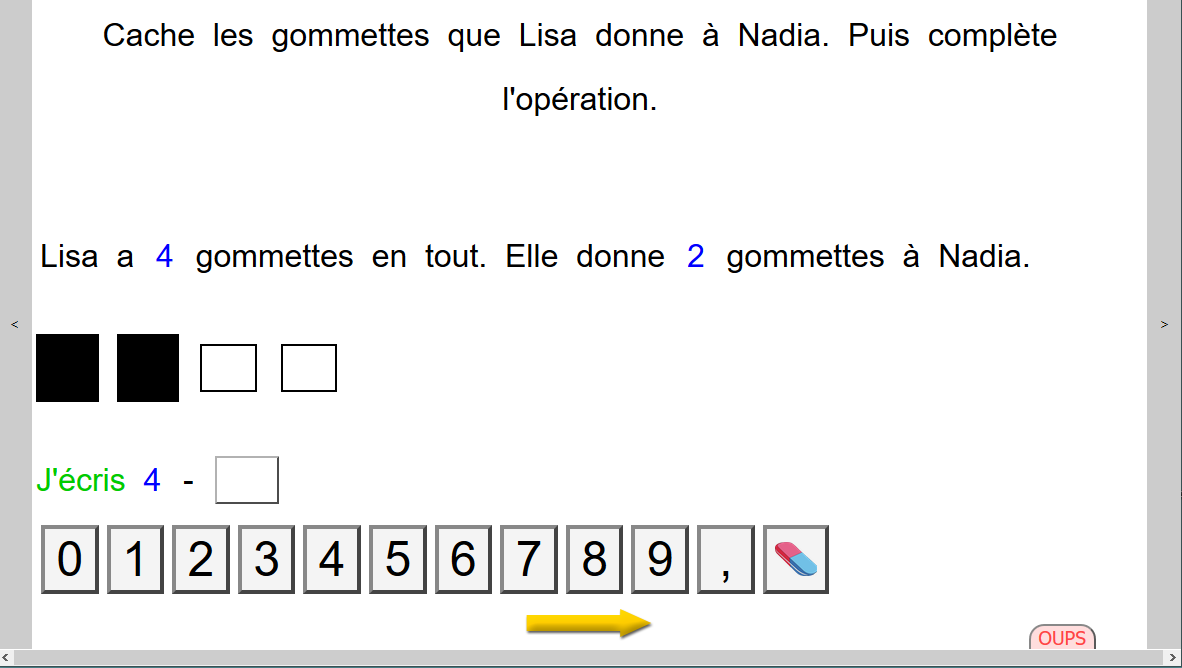 Cache les gommettes que Lisa donne à Nadia. Puis complète
l'opération.
Lisa a 4 gommettes en tout. Elle donne 2 gommettes à Nadia.
<
>
J'écris 4 -
0 1 2 3 4 5 6 7 8 9 ,
OUPS